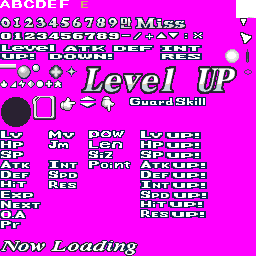 ABCDEF E
0123456789 Miss
0123456789-/+▲▼:X
Level ATK DEF INT
UP! DOWN! RES
Level UP
Guard Skill
Lv Mv pow Lv UP!
HP Jm Len HP UP!
SP Siz SP UP!
ATK INT Point ATK UP!
DEF SPD DEF UP!
HIT RES INT UP!
EXP SPD UP!
NEXT HIT UP!
O.A RES UP!
Pr
Now Loading